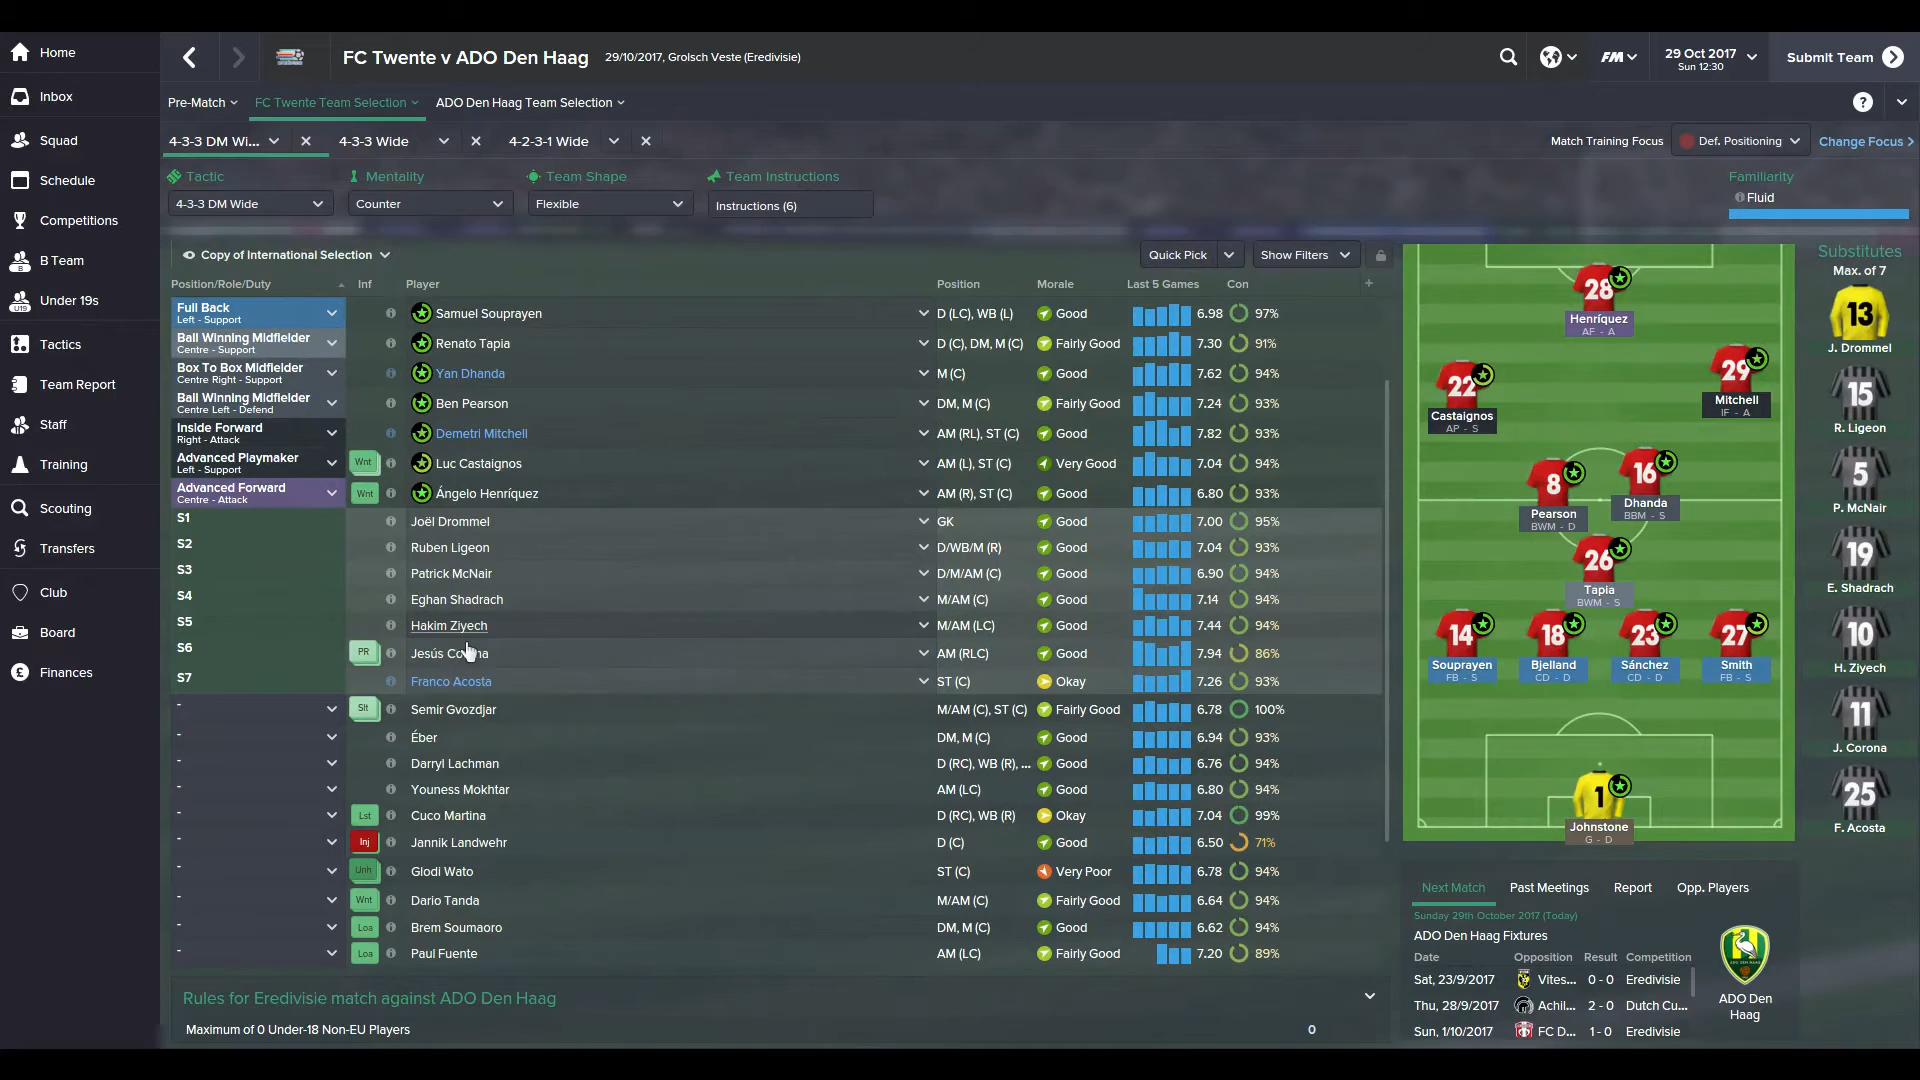 Home
Inbox
Squad
Schedule
Competitions
B Team
Under 19s
Tactics
Team Report
Staff
Training
Scouting
Transfers
Club
Board
Finances
FC Twente v ADO Den Haag 29/10/2017, Grolsch Veste (Eredivisie)
FM
29 Oct 2017
Sun 12:30
Submit Team
Pre-Match FC Twente Team Selection ADO Den Haag Team Selection
4-3-3 DM Wi... 4-3-3 Wide 4-2-3-1 Wide
Match Training Focus Def. Positioning Change Focus
Tactic Mentality Team Shape Team Instructions
4-3-3 DM Wide Counter Flexible Instructions (6)
Familiarity
Fluid
Copy of International Selection Quick Pick Show Filters
Position/Role/Duty Inf Player Position Morale Last 5 Games Con
Full Back
Left - Support
Samuel Souprayen D (LC), WB (L) Good 6.98 97%
Ball Winning Midfielder
Centre - Support
Renato Tapia D (C), DM, M (C) Fairly Good 7.30 91%
Box To Box Midfielder
Centre Right - Support
Yan Dhanda M (C) Good 7.62 94%
Ball Winning Midfielder
Centre Left - Defend
Ben Pearson DM, M (C) Fairly Good 7.24 93%
Inside Forward
Right - Attack
Demetri Mitchell AM (RL), ST (C) Good 7.82 93%
Advanced Playmaker
Left - Support
Wnt Luc Castaignos AM (L), ST (C) Very Good 7.04 94%
Advanced Forward
Centre - Attack
Wnt Ángelo Henríquez AM (R), ST (C) Good 6.80 93%
S1 Joël Drommel GK Good 7.00 95%
S2 Ruben Ligeon D/WB/M (R) Good 7.04 93%
S3 Patrick McNair D/M/AM (C) Good 6.90 94%
S4 Eghan Shadrach M/AM (C) Good 7.14 94%
S5 Hakim Ziyech M/AM (LC) Good 7.44 94%
S6 PR Jesús Co na AM (RLC) Good 7.94 86%
S7 Franco Acosta ST (C) Okay 7.26 93%
- Slt Semir Gvozdjar M/AM (C), ST (C) Fairly Good 6.78 100%
- Éber DM, M (C) Good 6.94 93%
- Darryl Lachman D (RC), WB (R), ... Good 6.76 94%
- Youness Mokhtar AM (LC) Good 6.80 94%
- Lst Cuco Martina D (RC), WB (R) Okay 7.04 99%
- Inj Jannik Landwehr D (C) Good 6.50 71%
- Unh Glodi Wato ST (C) Very Poor 6.78 94%
- Wnt Dario Tanda M/AM (C) Fairly Good 6.64 94%
- Loa Brem Soumaoro DM, M (C) Good 6.62 94%
- Loa Paul Fuente AM (LC) Fairly Good 7.20 89%
Rules for Eredivisie match against ADO Den Haag
Maximum of 0 Under-18 Non-EU Players 0
28
Henríquez
AF - A
22
Castaignos
AP - S
29
Mitchell
IF - A
8
Pearson
BWM - D
16
Dhanda
BBM - S
26
Tapia
BWM - S
14
Souprayen
FB - S
18
Bjelland
CD - D
23
Sánchez
CD - D
27
Smith
FB - S
1
Johnstone
G - D
Substitutes
Max. of 7
13
J. Drommel
15
R. Ligeon
5
P. McNair
19
E. Shadrach
10
H. Ziyech
11
J. Corona
25
F. Acosta
Next Match Past Meetings Report Opp. Players
Sunday 29th October 2017 (Today)
ADO Den Haag Fixtures
Date Opposition Result Competition
Sat, 23/9/2017 Vites... 0 - 0 Eredivisie
Thu, 28/9/2017 Achil... 2 - 0 Dutch Cu...
Sun, 1/10/2017 FC D... 1 - 0 Eredivisie
ADO Den
Haag